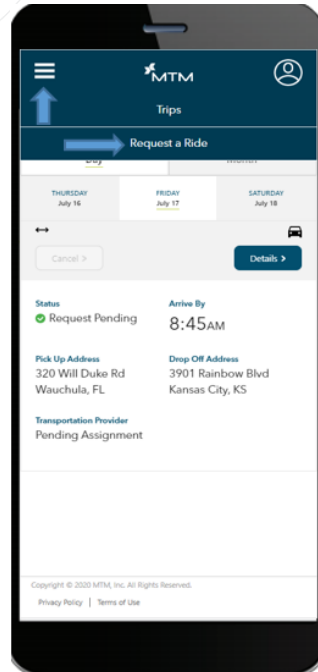 MTM
Trips
Request a Ride
Day Month
THURSDAY FRIDAY SATURDAY
July 16 July 17 July 18
Cancel > Details >
Status Arrive By
Request Pending 8:45AM
Pick Up Address Drop Off Address
320 Will Duke Rd 3901 Rainbow Blvd
Wauchula, FL Kansas City, KS
Transportation Provider
Pending Assignment
Copyright © 2020 MTM, Inc. All Rights Reserved.
Privacy Policy | Terms of Use